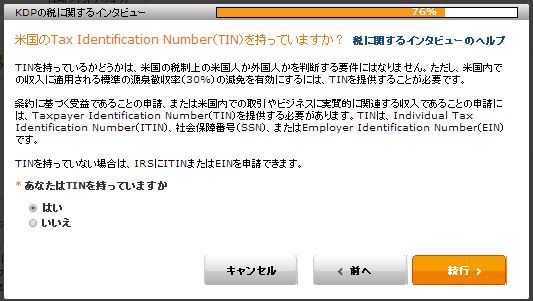 KDPの税に関するインタビュー
76%
米国のTax Identification Number(TIN)を持っていますか? 税に関するインタビューのヘルプ
TINを持っているかどうかは、米国の税制上の米国人か外国人かを判断する要件にはなりません。ただし、米国内で
の収入に適用される標準の源泉徴収率(30%)の減免を有効にするには、TINを提供することが必要です。
条約に基づく受益であることの申請、または米国内での取引やビジネスに実質的に関連する収入であることの申請に
は、Taxpayer Identification Number(TIN)を提供する必要があります。TINは、Individual Tax
Identification Number(ITIN)、社会保障番号(SSN)、またはEmployer Identification Number(EIN)
です。
TINを持っていない場合は、IRSにITINまたはEINを申請できます。
* あなたはTINを持っていますか
はい
いいえ
キャンセル
前へ
続行